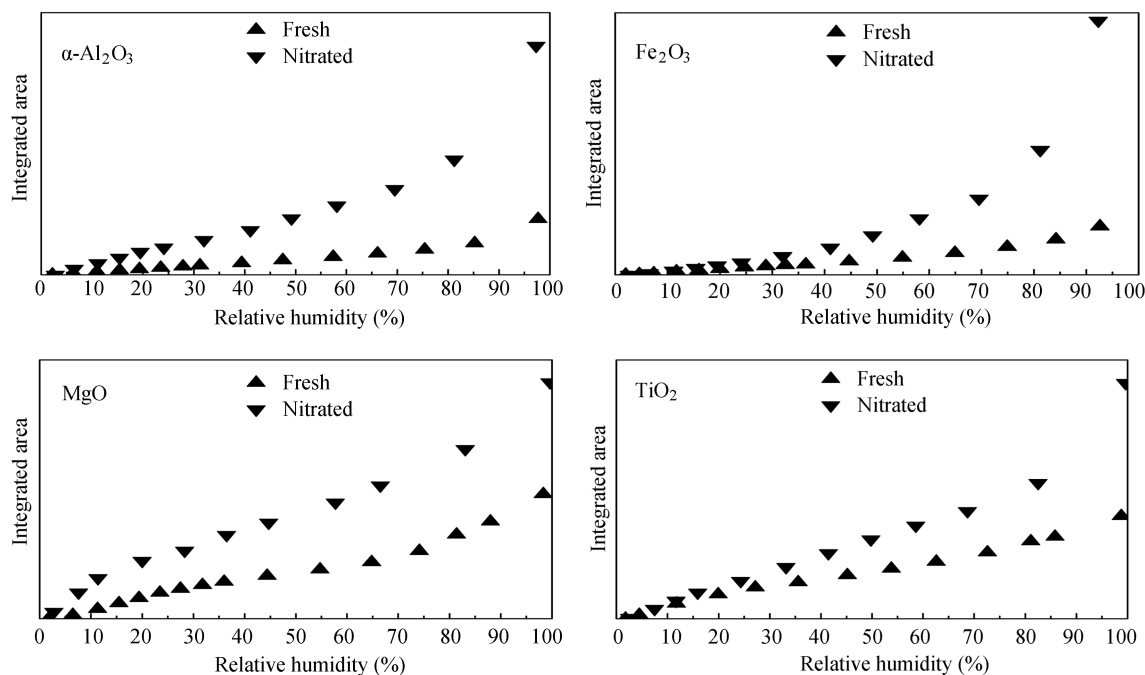 α-Al₂O₃
Fresh
Nitrated
Integrated area
0 10 20 30 40 50 60 70 80 90 100
Relative humidity (%)
Fe₂O₃
Fresh
Nitrated
Integrated area
0 10 20 30 40 50 60 70 80 90 100
Relative humidity (%)
MgO
Fresh
Nitrated
Integrated area
0 10 20 30 40 50 60 70 80 90 100
Relative humidity (%)
TiO₂
Fresh
Nitrated
Integrated area
0 10 20 30 40 50 60 70 80 90 100
Relative humidity (%)